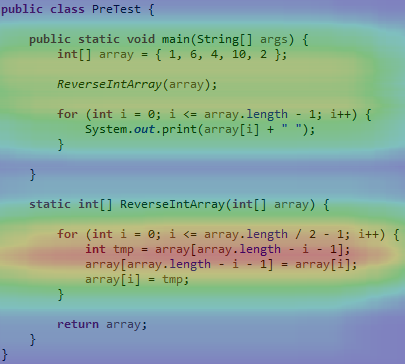 public class PreTest {
public static void main(String[] args) {
int[] array = { 1, 6, 4, 10, 2 };
ReverseIntArray(array);
for (int i = 0; i <= array.length - 1; i++) {
System.out.print(array[i] + " ");
}
}
static int[] ReverseIntArray(int[] array) {
for (int i = 0; i <= array.length / 2 - 1; i++) {
int tmp = array[array.length - i - 1];
array[array.length - i - 1] = array[i];
array[i] = tmp;
}
return array;
}
}